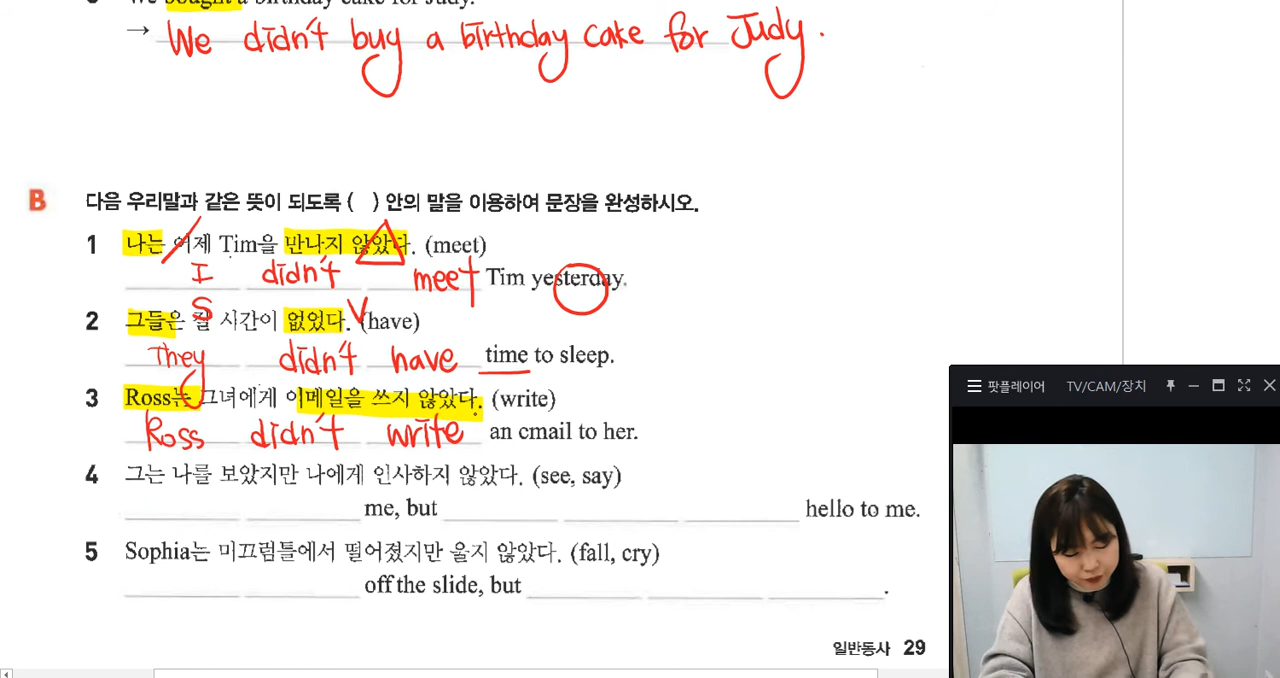 We bought a birthday cake for Judy.
→ We didn't buy a birthday cake for Judy.
B 다음 우리말과 같은 뜻이 되도록 ( ) 안의 말을 이용하여 문장을 완성하시오.
1 나는 어제 Tim을 만나지 않았다. (meet)
I didn't meet Tim yesterday.
S
2 그들은 잘 시간이 없었다. (have)
They didn't have time to sleep.
3 Ross는 그녀에게 이메일을 쓰지 않았다. (write)
Ross didn't write an email to her.
4 그는 나를 보았지만 나에게 인사하지 않았다. (see, say)
me, but hello to me.
5 Sophia는 미끄럼틀에서 떨어졌지만 울지 않았다. (fall, cry)
off the slide, but .
일반동사 29
팟플레이어 TV/CAM/장치